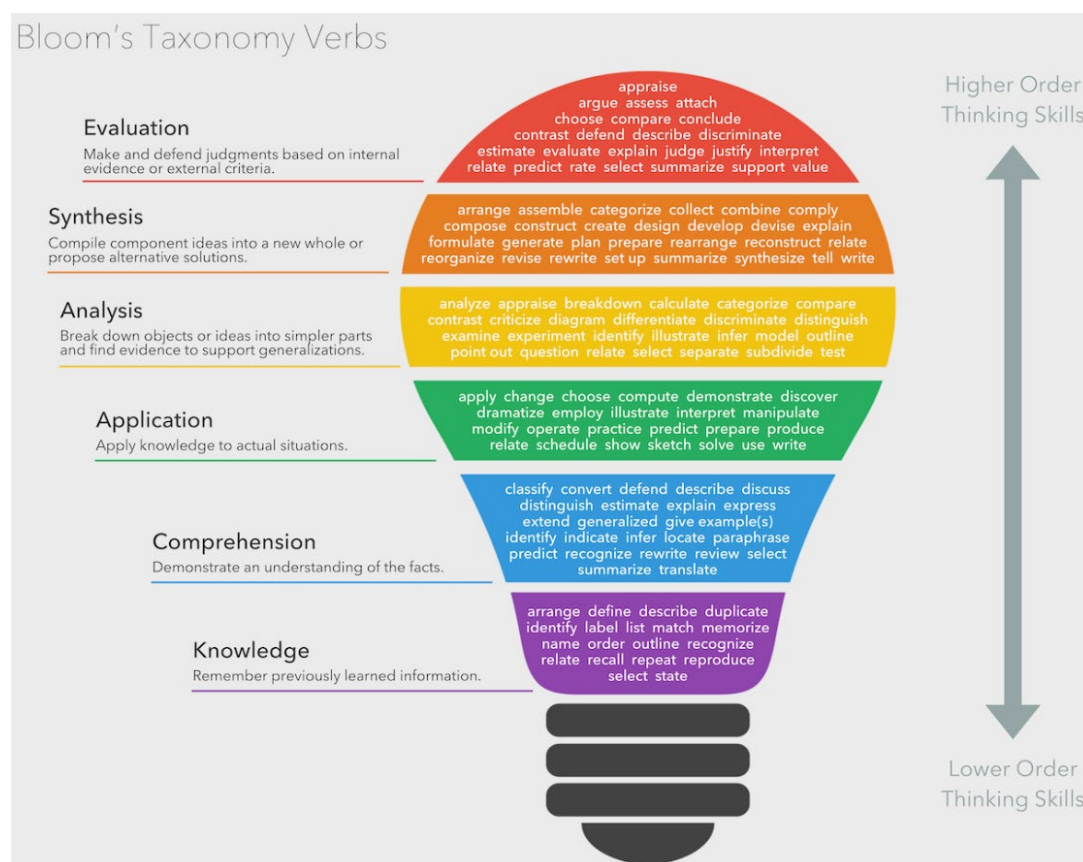 Bloom's Taxonomy Verbs
Higher Order
Thinking Skills
Evaluation
Make and defend judgments based on internal
evidence or external criteria.
appraise
argue assess attach
choose compare conclude
contrast defend describe discriminate
estimate evaluate explain judge justify interpret
relate predict rate select summarize support value
Synthesis
Compile component ideas into a new whole or
propose alternative solutions.
arrange assemble categorize collect combine comply
compose construct create design develop devise explain
formulate generate plan prepare rearrange reconstruct relate
reorganize revise rewrite set up summarize synthesize tell write
Analysis
Break down objects or ideas into simpler parts
and find evidence to support generalizations.
analyze appraise breakdown calculate categorize compare
contrast criticize diagram differentiate discriminate distinguish
examine experiment identify illustrate infer model outline
point out question relate select separate subdivide test
Application
Apply knowledge to actual situations.
apply change choose compute demonstrate discover
dramatize employ illustrate interpret manipulate
modify operate practice predict prepare produce
relate schedule show sketch solve use write
Comprehension
Demonstrate an understanding of the facts.
classify convert defend describe discuss
distinguish estimate explain express
extend generalized give example(s)
identify indicate infer locate paraphrase
predict recognize rewrite review select
summarize translate
Knowledge
Remember previously learned information.
arrange define describe duplicate
identify label list match memorize
name order outline recognize
relate recall repeat reproduce
select state
Lower Order
Thinking Skills